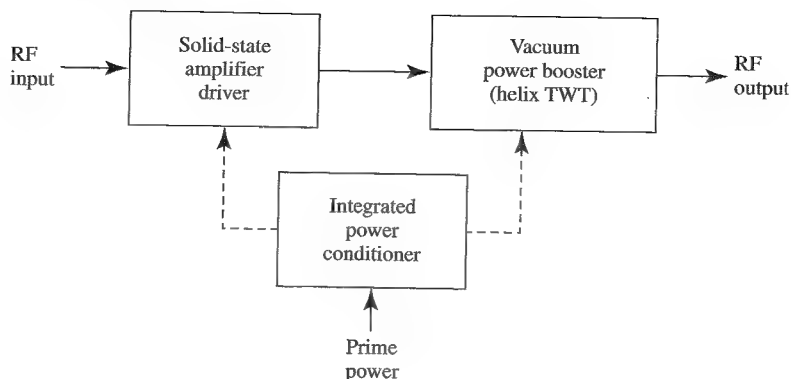 RF
input
Solid-state
amplifier
driver
Vacuum
power booster
(helix TWT)
RF
output
Integrated
power
conditioner
Prime
power